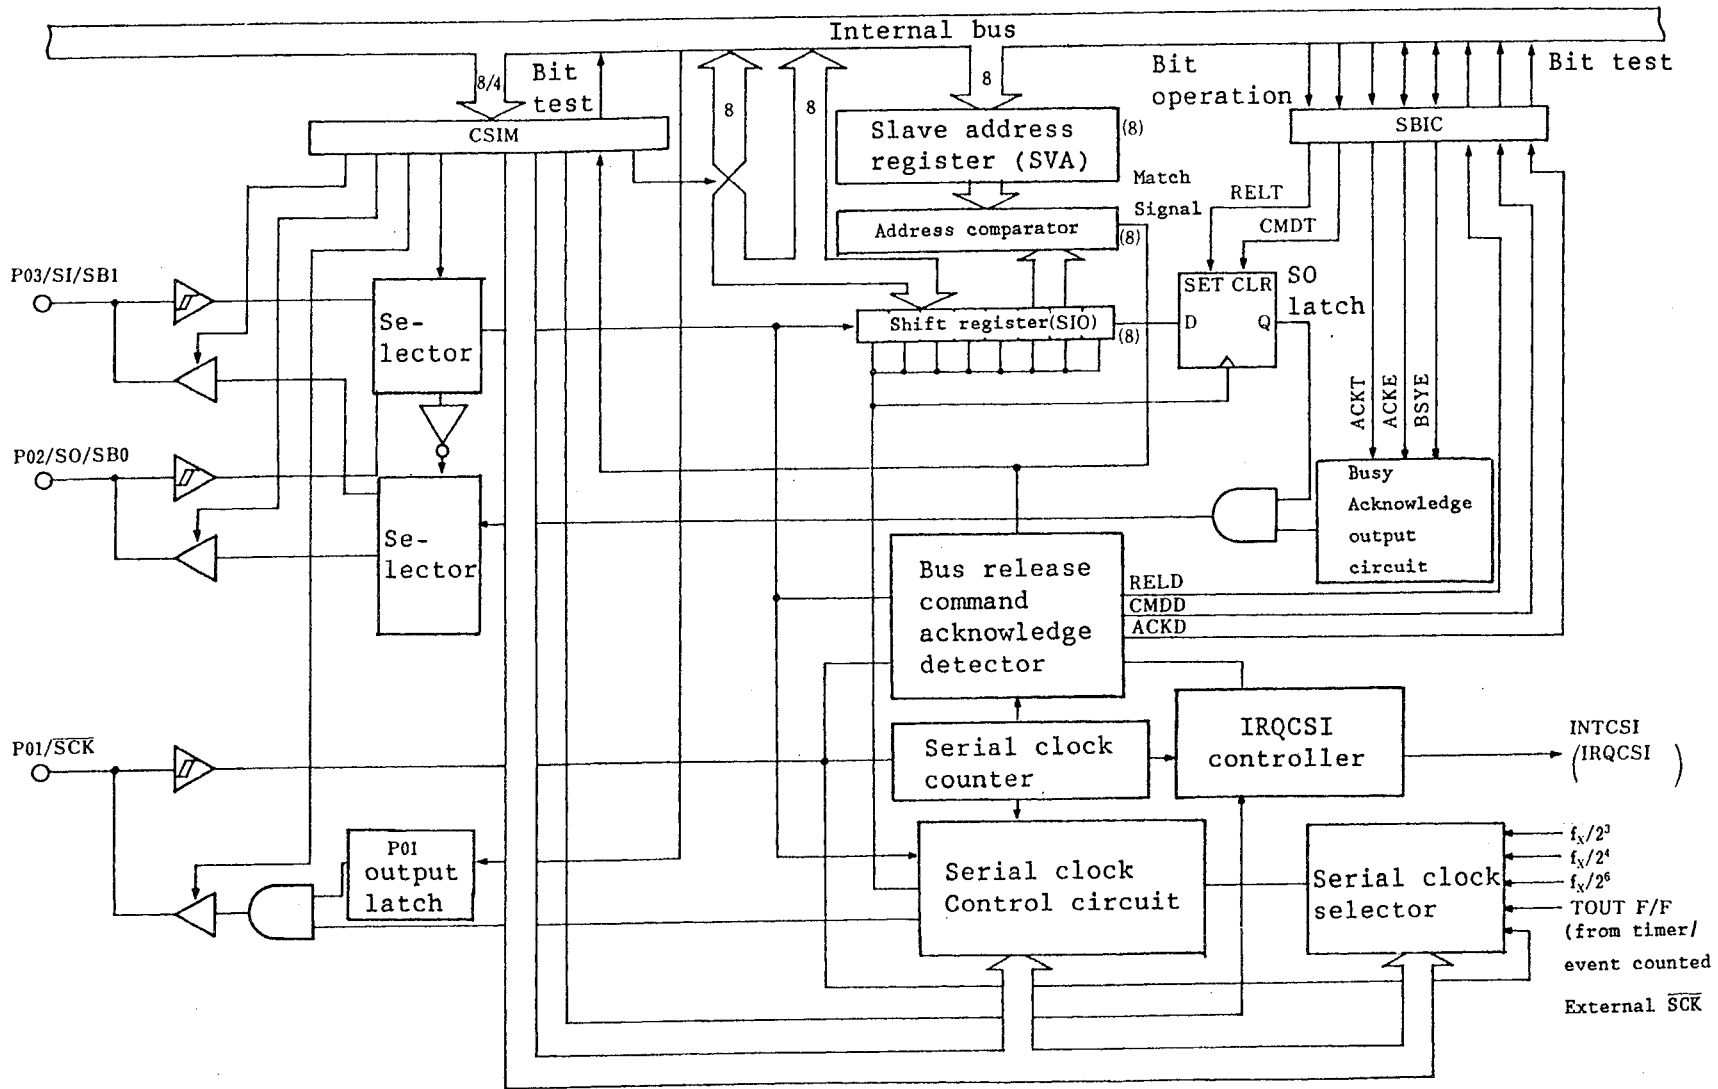 Internal bus
8/4
Bit
test
8
8
8
Bit
operation
Bit test
CSIM
Slave address
register (SVA)
(8)
SBIC
Match
Signal
RELT
CMDT
Address comparator
(8)
P03/SI/SB1
Se-
lector
Shift register(SIO)
(8)
SET CLR
D Q
SO
latch
ACKT
ACKE
BSYE
P02/SO/SB0
Se-
lector
Busy
Acknowledge
output
circuit
Bus release
command
acknowledge
detector
RELD
CMDD
ACKD
P01/S̅C̅K̅
Serial clock
counter
IRQCSI
controller
INTCSI
(IRQCSI )
P01
output
latch
Serial clock
Control circuit
Serial clock
selector
fX/2³
fX/2⁴
fX/2⁶
TOUT F/F
(from timer/
event counted
External S̅C̅K̅